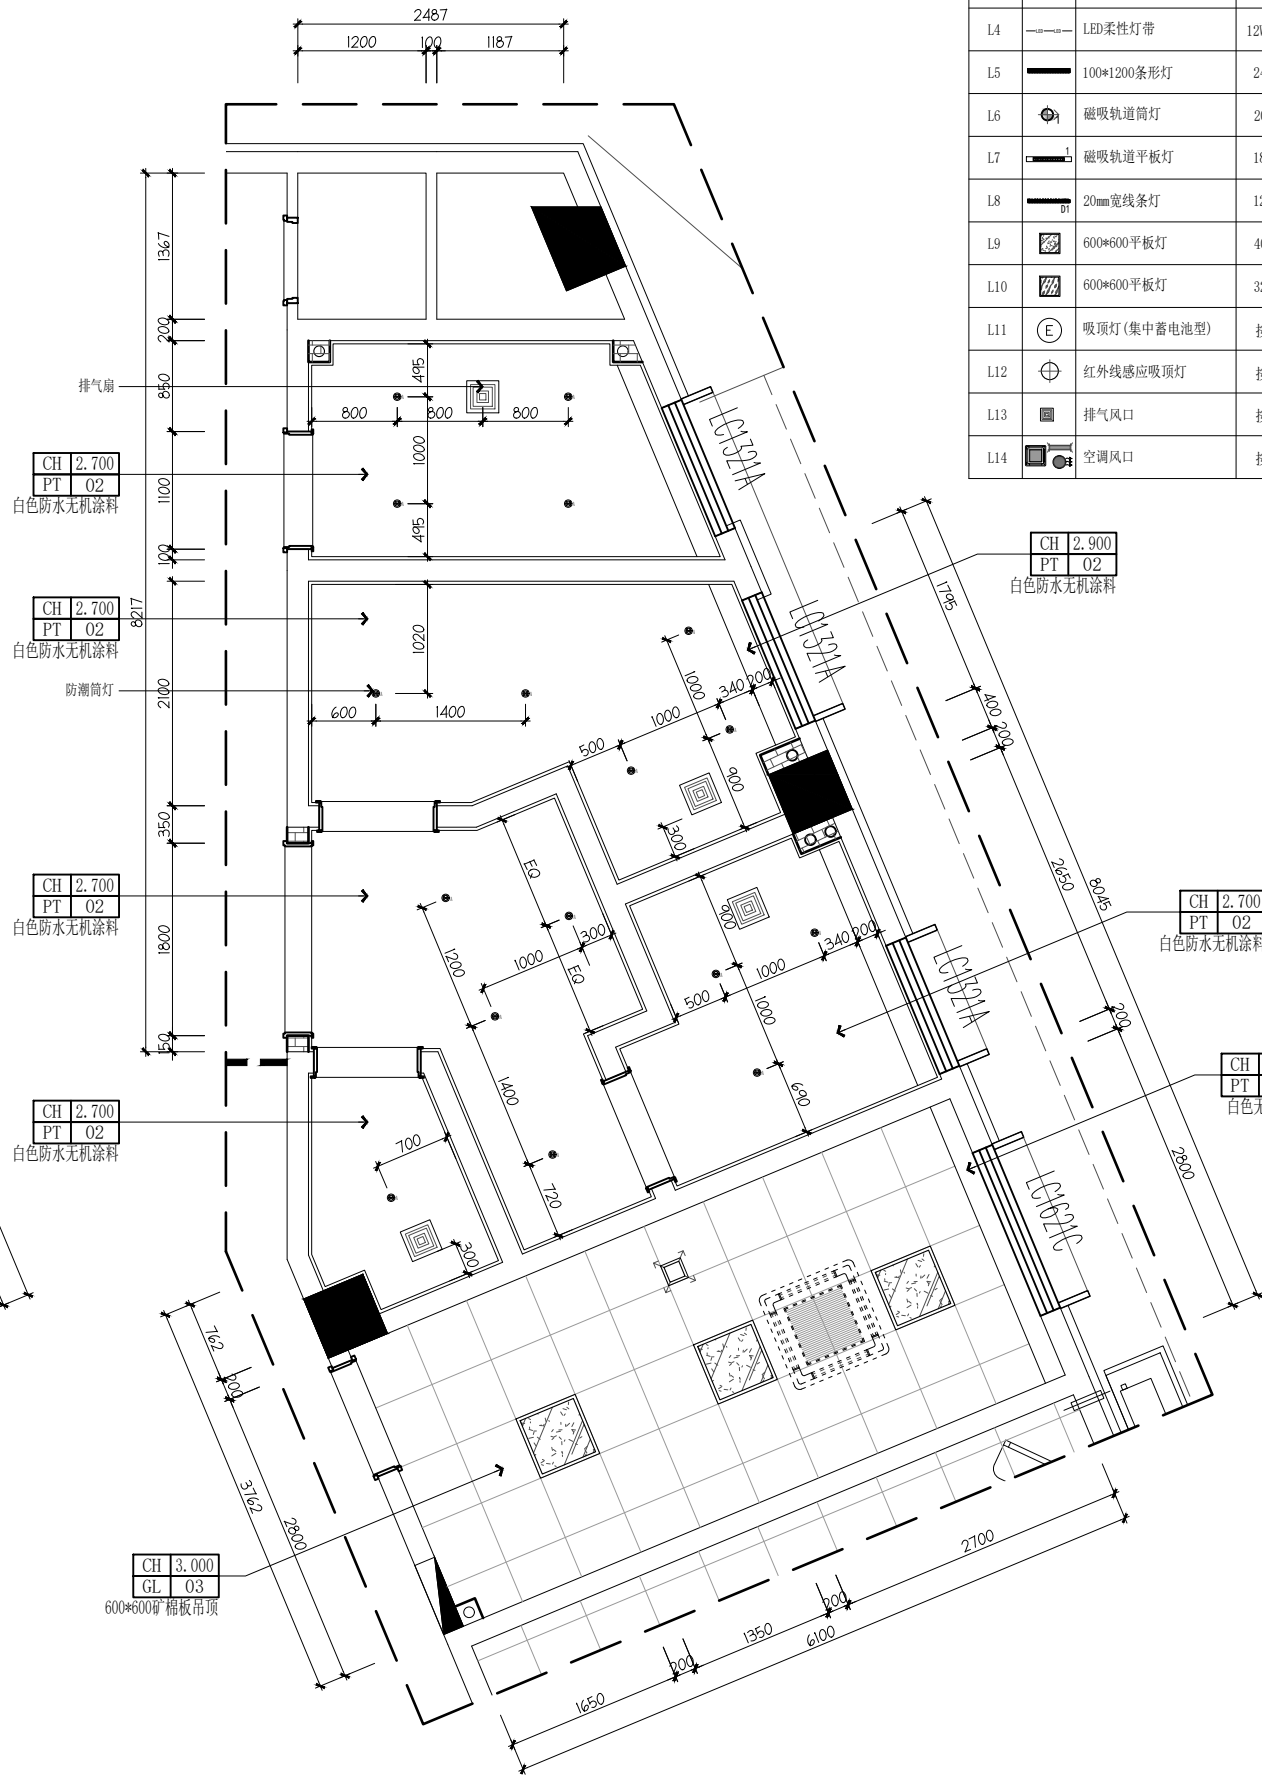 2487
1200 100 1187
L4 LED柔性灯带
L5 100*1200条形灯
L6 磁吸轨道筒灯
L7 1 磁吸轨道平板灯
L8 D1 20mm宽线条灯
L9 600*600平板灯
L10 600*600平板灯
L11 E 吸顶灯(集中蓄电池型)
L12 红外线感应吸顶灯
L13 排气风口
L14 空调风口
1367
200
850
1100
100
8217
2100
350
1800
150
排气扇
CH 2.700
PT 02
白色防水无机涂料
CH 2.700
PT 02
白色防水无机涂料
防潮筒灯
CH 2.700
PT 02
白色防水无机涂料
CH 2.700
PT 02
白色防水无机涂料
495
800 800 800
1000
495
1020
600 1400
LC1321A
LC1321A
LC1321A
LC1621C
CH 2.900
PT 02
白色防水无机涂料
CH 2.700
PT 02
白色防水无机涂料
CH
PT
白色无
1795
400
200
2650
8045
200
2800
1000
340 200
1000
500
900
300
EQ
300
1000
EQ
1200
1400
720
900
340 200
1000
500
1000
690
700
300
762
200
3762
2800
CH 3.000
GL 03
600*600矿棉板吊顶
2700
200
1350
6100
200
1650